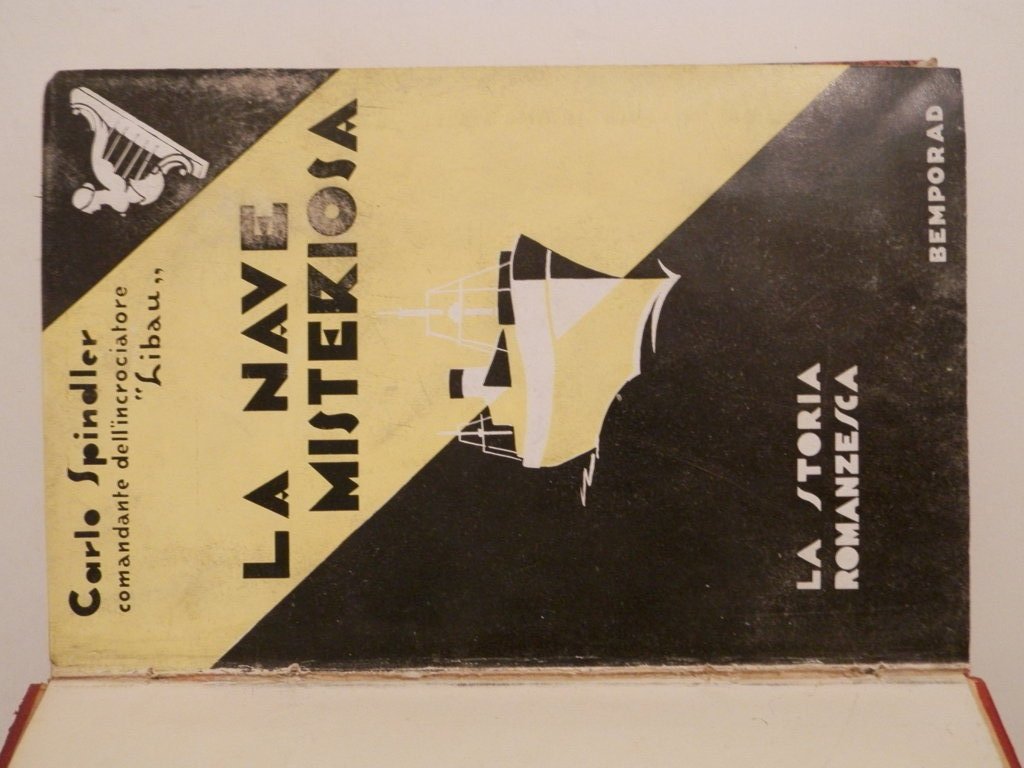 Carlo Spindler
comandante dell'incrociatore
"Libau„
LA NAVE
MISTERIOSA
LA STORIA
ROMANZESCA
BEMPORAD